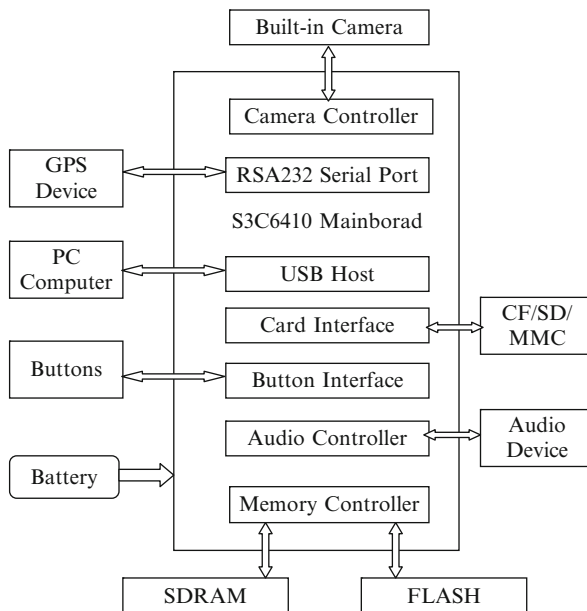 Built-in Camera
Camera Controller
GPS
Device
RSA232 Serial Port
S3C6410 Mainborad
PC
Computer
USB Host
Card Interface
CF/SD/
MMC
Buttons
Button Interface
Audio Controller
Audio
Device
Battery
Memory Controller
SDRAM
FLASH